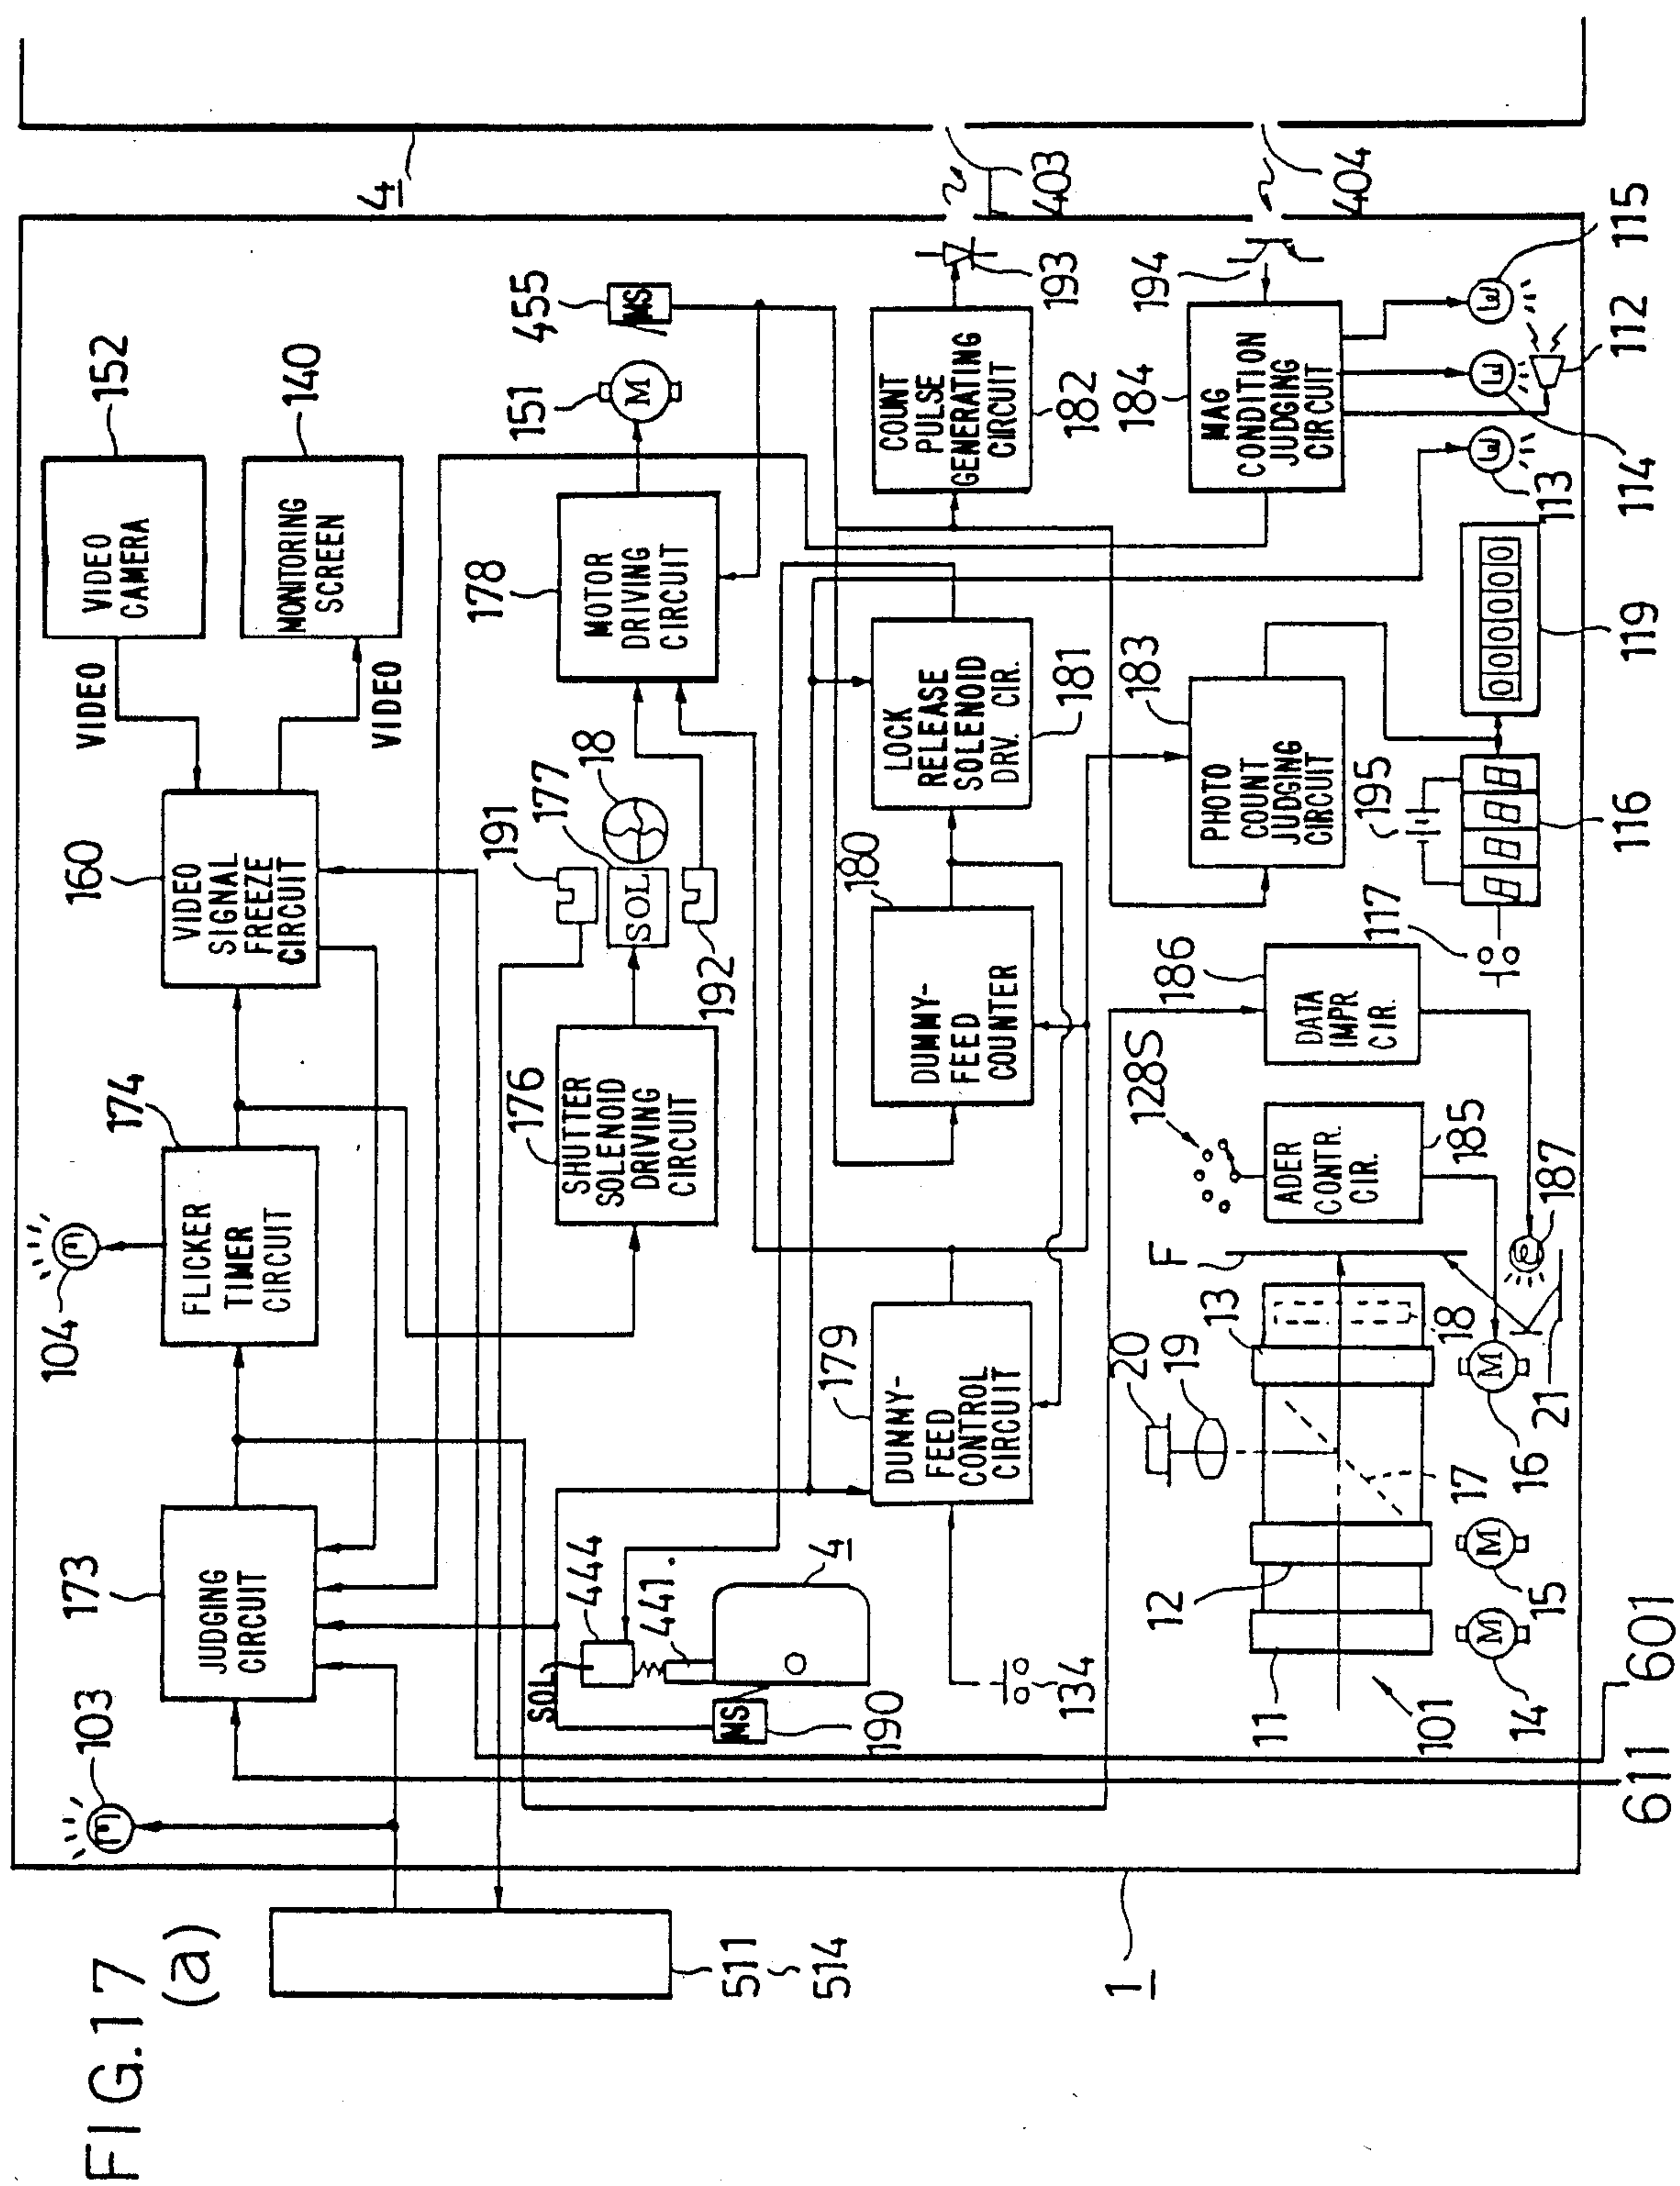 FIG.17
(a)
511
514
1
103
173
JUDGING
CIRCUIT
104
174
FLICKER
TIMER
CIRCUIT
160
VIDEO
SIGNAL
FREEZE
CIRCUIT
VIDEO
152
VIDEO
CAMERA
140
MONITORING
SCREEN
VIDEO
4
176
SHUTTER
SOLENOID
DRIVING
CIRCUIT
191
177
SOL
18
192
178
MOTOR
DRIVING
CIRCUIT
151
M
455
MS
SOL
444
441
4
MS
190
134
179
DUMMY-
FEED
CONTROL
CIRCUIT
180
DUMMY-
FEED
COUNTER
LOCK
RELEASE
SOLENOID
DRV. CIR.
181
COUNT
PULSE
GENERATING
CIRCUIT
182
193
403
183
PHOTO
COUNT
JUDGING
CIRCUIT
184
MAG
CONDITION
JUDGING
CIRCUIT
194
404
115
112
114
113
119
00000
195
116
8888
117
186
DATA
IMPR.
CIR.
128S
ADER
CONTR.
CIR.
185
187
F
20
19
13
18
12
11
17
M
14
M
15
M
16
21
101
601
611